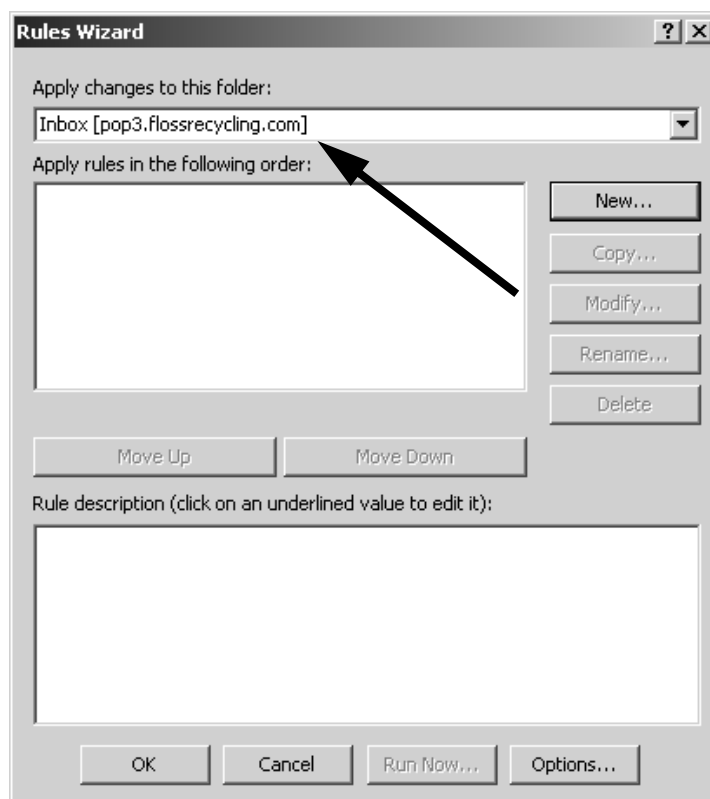 Rules Wizard
Apply changes to this folder:
Inbox [pop3.flossrecycling.com]
Apply rules in the following order:
New...
Copy...
Modify...
Rename...
Delete
Move Up Move Down
Rule description (click on an underlined value to edit it):
OK Cancel Run Now... Options...